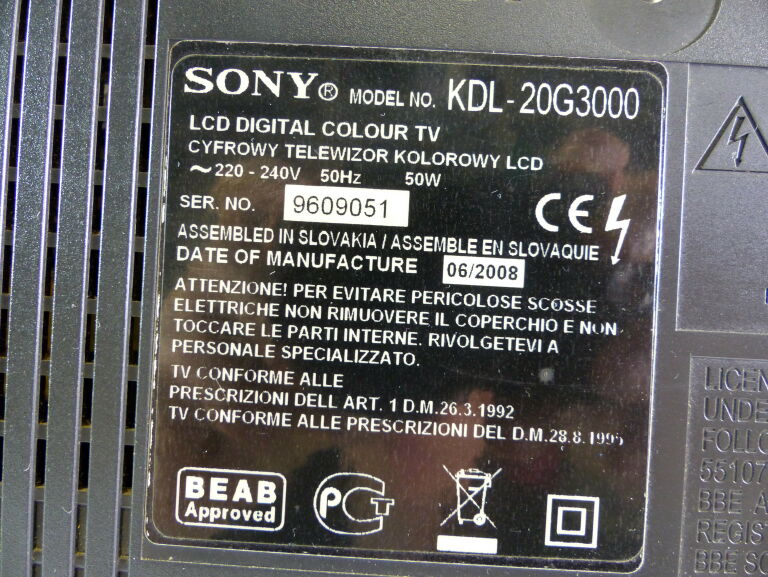 SONY® MODEL NO. KDL-20G3000
LCD DIGITAL COLOUR TV
CYFROWY TELEWIZOR KOLOROWY LCD
~220 - 240V 50Hz 50W
SER. NO. 9609051
CE
ASSEMBLED IN SLOVAKIA / ASSEMBLE EN SLOVAQUIE
DATE OF MANUFACTURE 06/2008
ATTENZIONE! PER EVITARE PERICOLOSE SCOSSE
ELETTRICHE NON RIMUOVERE IL COPERCHIO E NON
TOCCARE LE PARTI INTERNE. RIVOLGETEVI A
PERSONALE SPECIALIZZATO.
TV CONFORME ALLE
PRESCRIZIONI DELL ART. 1 D.M.26.3.1992
TV CONFORME ALLE PRESCRIZIONI DEL D.M.28.8.1995
BEAB
Approved
PCT
LICEN
UNDE
FOLLO
55107
BBE A
REGIST
BBE SO